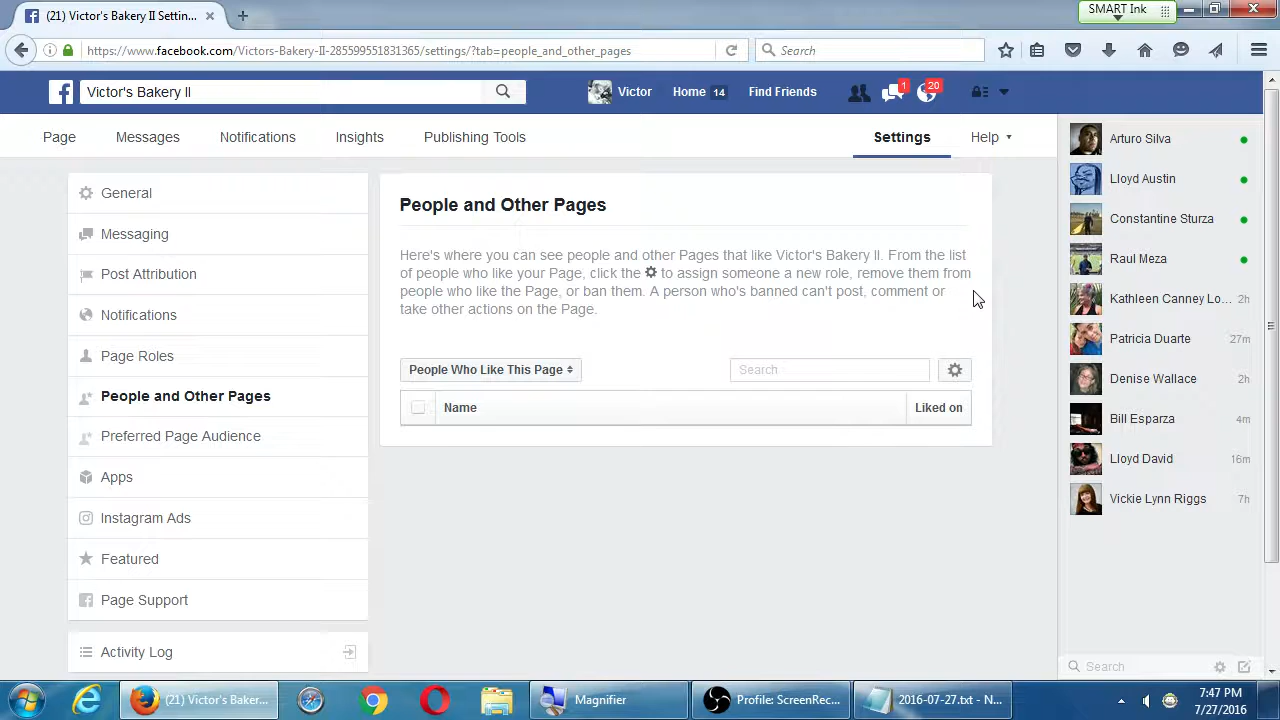 (21) Victor's Bakery II Settin...
SMART Ink
https://www.facebook.com/Victors-Bakery-II-285599551831365/settings/?tab=people_and_other_pages
Search
Victor's Bakery II
Victor
Home 14
Find Friends
1
20
Page
Messages
Notifications
Insights
Publishing Tools
Settings
Help
General
Messaging
Post Attribution
Notifications
Page Roles
People and Other Pages
Preferred Page Audience
Apps
Instagram Ads
Featured
Page Support
Activity Log
People and Other Pages
Here's where you can see people and other Pages that like Victor's Bakery II. From the list
of people who like your Page, click the to assign someone a new role, remove them from
people who like the Page, or ban them. A person who's banned can't post, comment or
take other actions on the Page.
People Who Like This Page
Search
Name
Liked on
Arturo Silva
Lloyd Austin
Constantine Sturza
Raul Meza
Kathleen Canney Lo... 2h
Patricia Duarte 27m
Denise Wallace 2h
Bill Esparza 4m
Lloyd David 16m
Vickie Lynn Riggs 7h
Search
(21) Victor's Baker...
Magnifier
Profile: ScreenRec...
2016-07-27.txt - N...
7:47 PM
7/27/2016